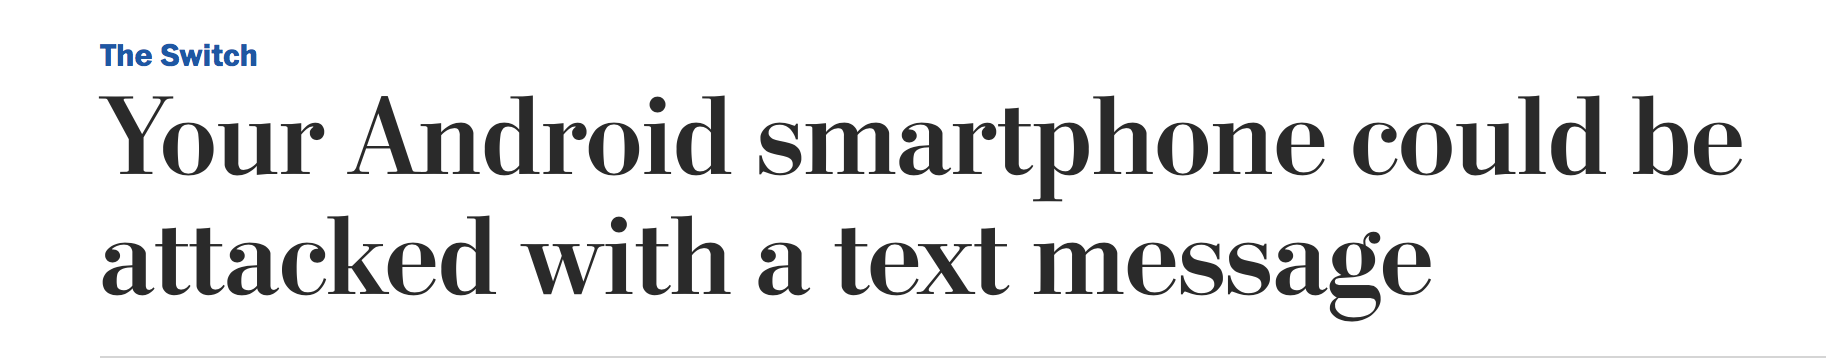 The Switch
Your Android smartphone could be
attacked with a text message